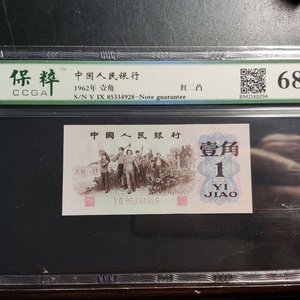 保粹
CCGA
中国人民银行
1962年 壹角 红二凸
S/N V IX 85334928-Note guarantee
68
中国人民银行
壹角
1
YI
JIAO
85334928